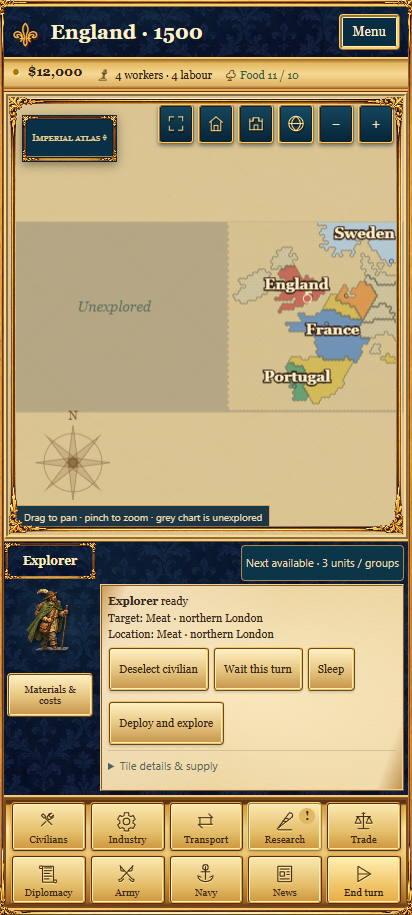 England · 1500
Menu
$12,000
4 workers · 4 labour
Food 11 / 10
Imperial atlas
−
+
Sweden
England
Unexplored
France
Portugal
N
Drag to pan · pinch to zoom · grey chart is unexplored
Explorer
Next available · 3 units / groups
Explorer ready
Target: Meat · northern London
Location: Meat · northern London
Deselect civilian
Wait this turn
Sleep
Materials &
costs
Deploy and explore
Tile details & supply
Civilians
Industry
Transport
!
Research
Trade
Diplomacy
Army
Navy
News
End turn